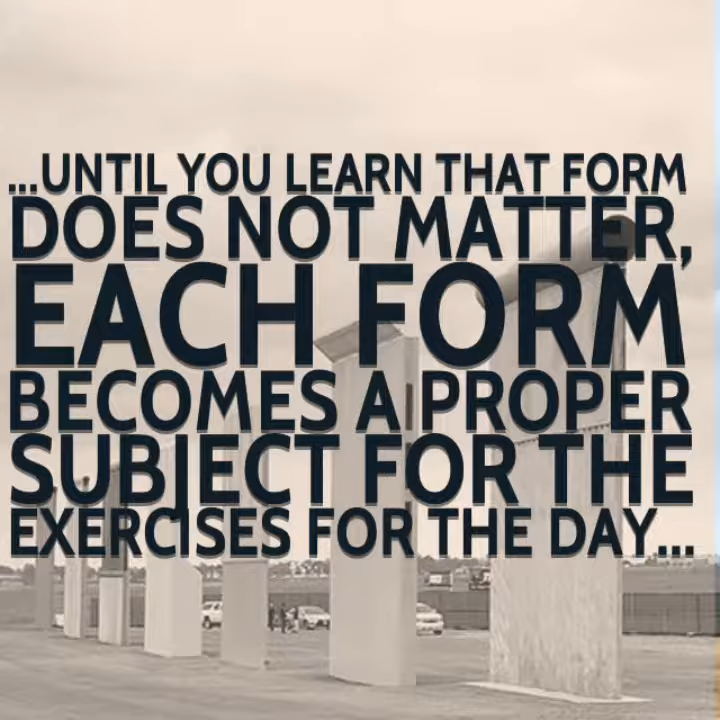 ...UNTIL YOU LEARN THAT FORM
DOES NOT MATTER,
EACH FORM
BECOMES A PROPER
SUBJECT FOR THE
EXERCISES FOR THE DAY...